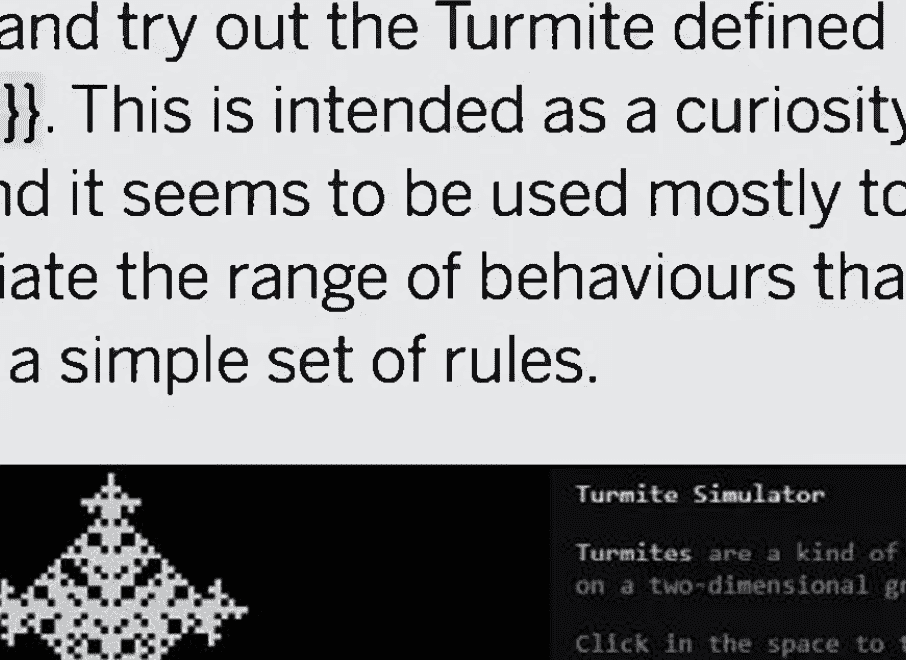 and try out the Turmite defined
}}. This is intended as a curiosity
nd it seems to be used mostly to
iate the range of behaviours tha
a simple set of rules.
Turmite Simulator
Turmites are a kind of
on a two-dimensional gr
Click in the space to t